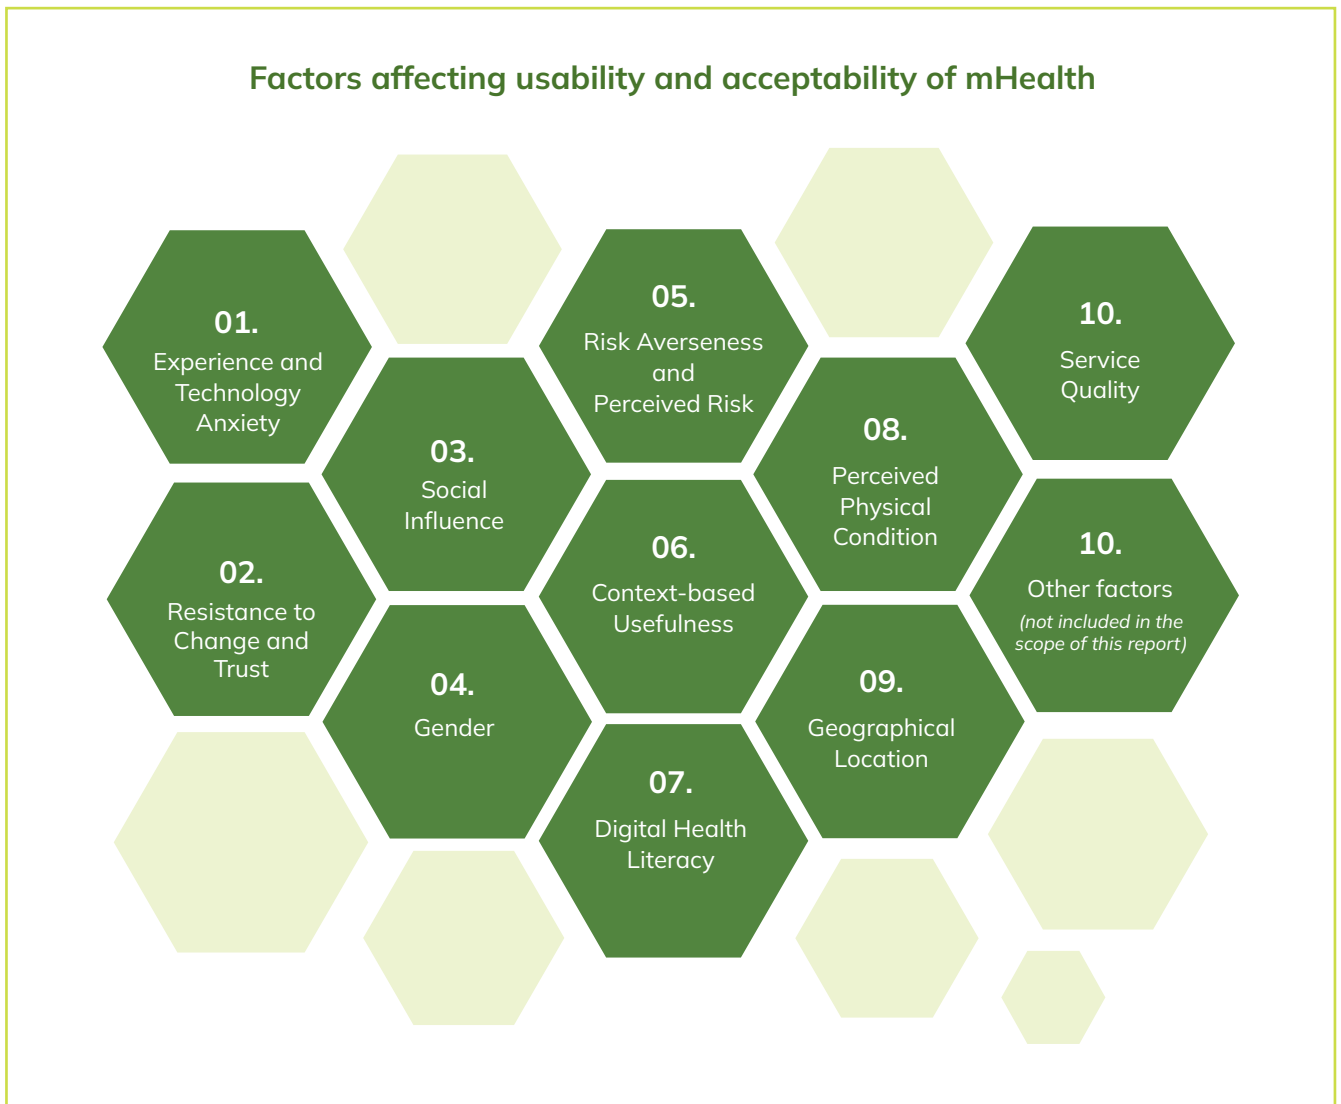 Factors affecting usability and acceptability of mHealth
01.
Experience and
Technology
Anxiety
02.
Resistance to
Change and
Trust
03.
Social
Influence
04.
Gender
05.
Risk Averseness
and
Perceived Risk
06.
Context-based
Usefulness
07.
Digital Health
Literacy
08.
Perceived
Physical
Condition
09.
Geographical
Location
10.
Service
Quality
10.
Other factors
(not included in the
scope of this report)